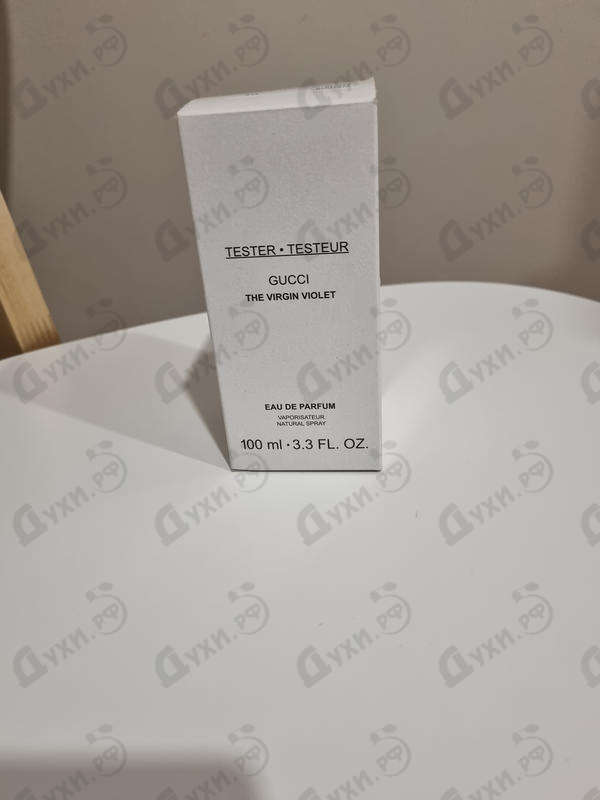 TESTER • TESTEUR
GUCCI
THE VIRGIN VIOLET
EAU DE PARFUM
VAPORISATEUR
NATURAL SPRAY
100 ml • 3.3 FL. OZ.
Духи.рф